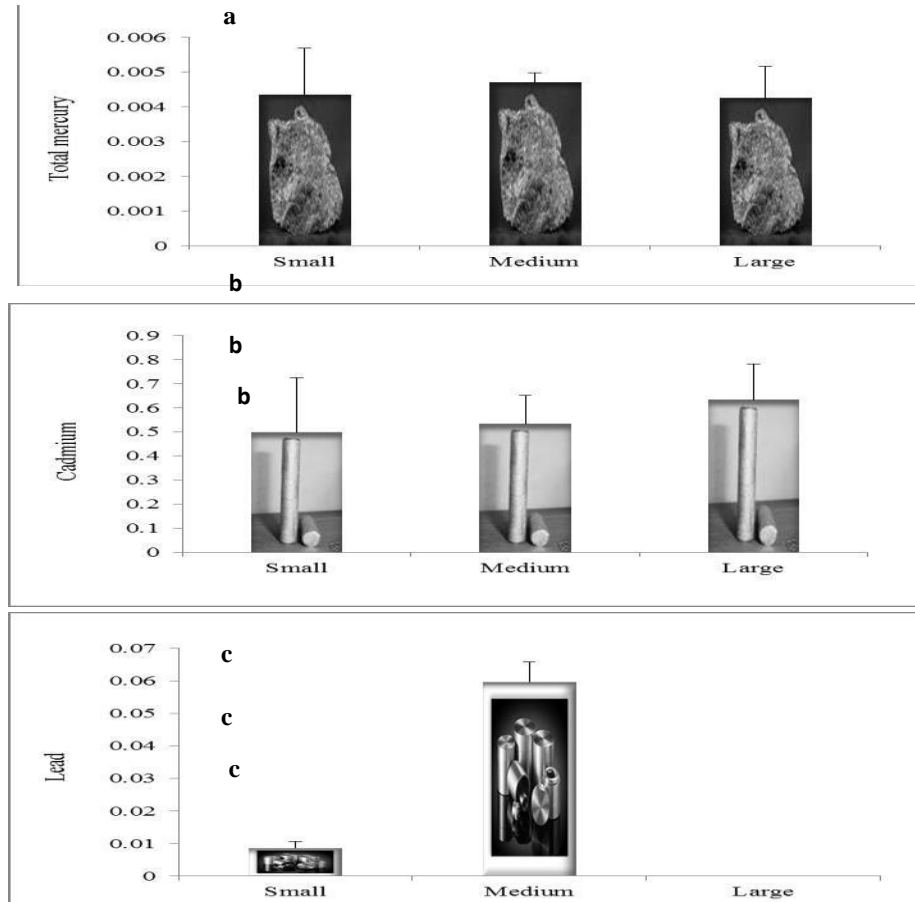 a
0.006
0.005
0.004
0.003
0.002
0.001
0
Total mercury
Small Medium Large
b
0.9
b
0.8
0.7
b
0.6
0.5
0.4
0.3
0.2
0.1
0
Cadmium
Small Medium Large
0.07
c
0.06
0.05
c
0.04
c
0.03
0.02
0.01
0
Lead
Small Medium Large